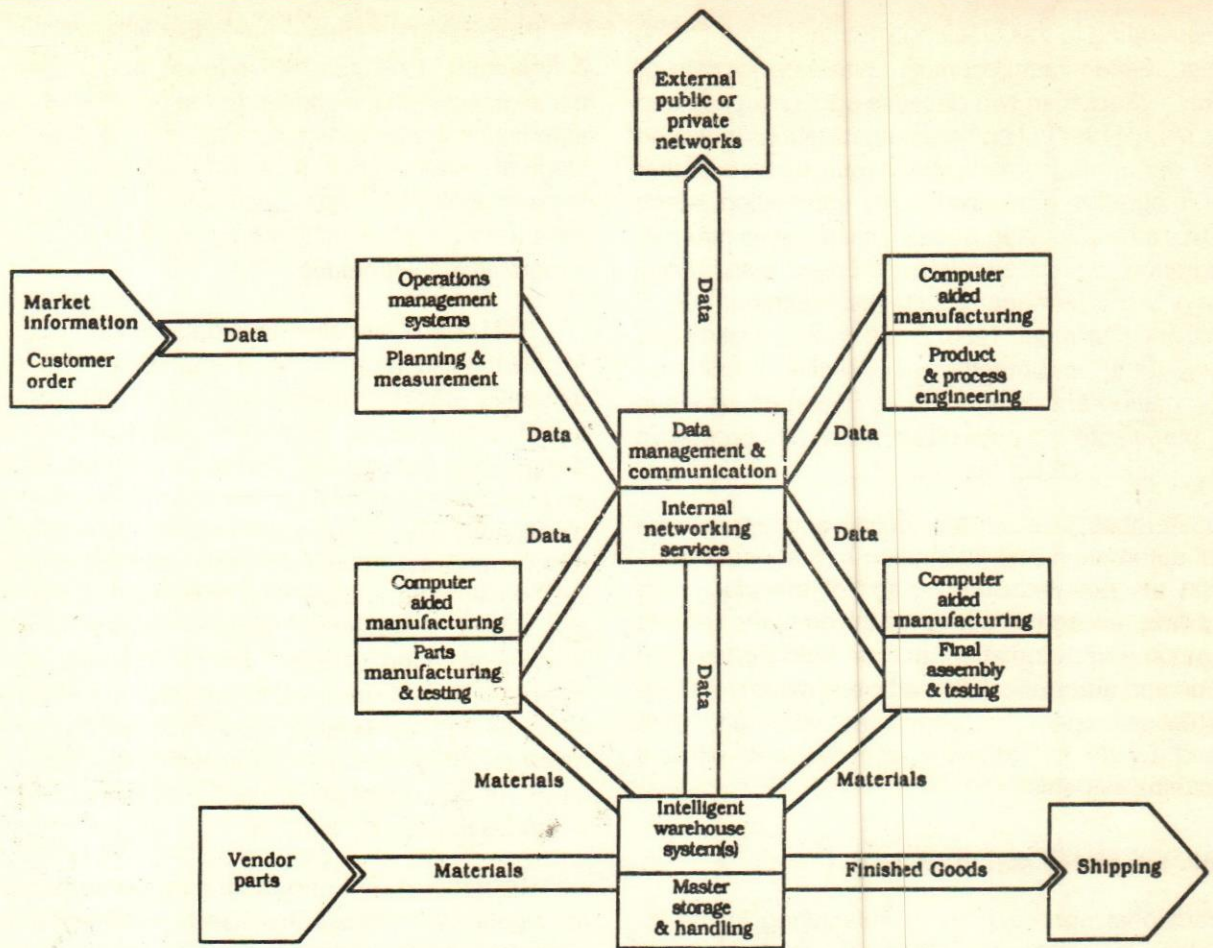 External
public or
private
networks
Data
Market
information
Customer
order
Data
Operations
management
systems
Planning &
measurement
Computer
aided
manufacturing
Product
& process
engineering
Data
Data
management &
communication
Data
Internal
networking
services
Data
Data
Computer
aided
manufacturing
Parts
manufacturing
& testing
Computer
aided
manufacturing
Final
assembly
& testing
Data
Materials
Materials
Vendor
parts
Materials
Intelligent
warehouse
system(s)
Master
storage
& handling
Finished Goods
Shipping